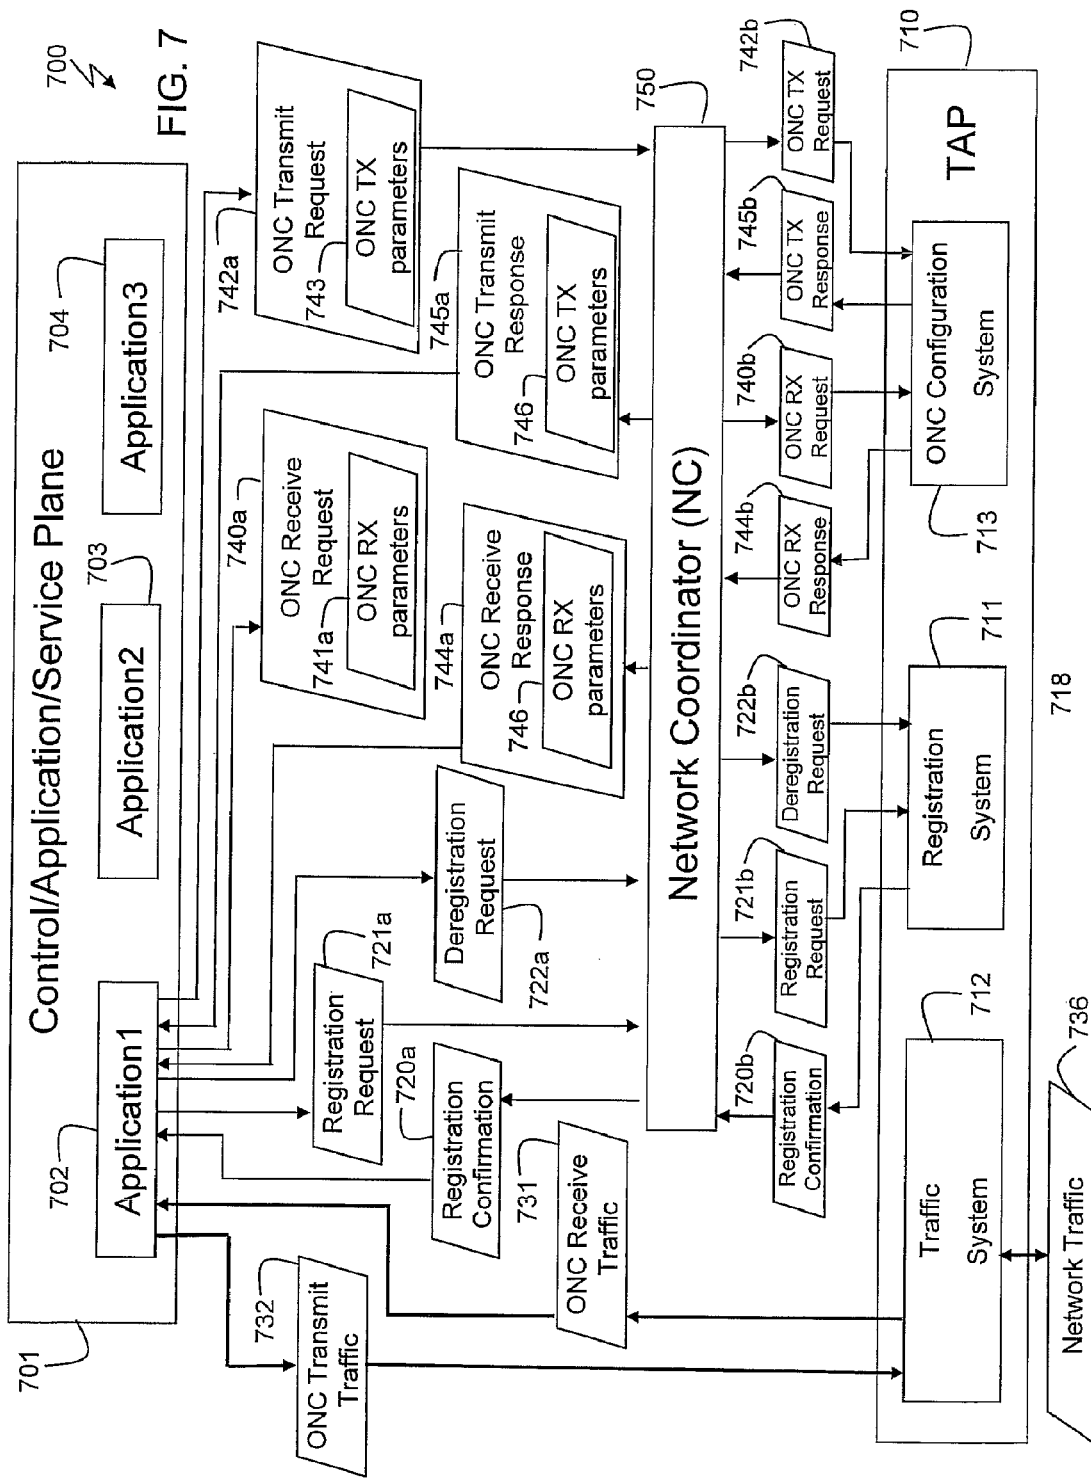 700
FIG. 7
Control/Application/Service Plane
701
702
Application1
703
Application2
704
Application3
732
ONC Transmit
Traffic
731
ONC Receive
Traffic
720a
Registration
Confirmation
721a
Registration
Request
722a
Deregistration
Request
740a
ONC Receive
Request
741a
ONC RX
parameters
744a
ONC Receive
Response
746
ONC RX
parameters
742a
ONC Transmit
Request
743
ONC TX
parameters
745a
ONC Transmit
Response
746
ONC TX
parameters
750
Network Coordinator (NC)
720b
Registration
Confirmation
721b
Registration
Request
722b
Deregistration
Request
744b
ONC RX
Response
740b
ONC RX
Request
745b
ONC TX
Response
742b
ONC TX
Request
710
TAP
712
Traffic
System
711
Registration
System
713
ONC Configuration
System
718
736
Network Traffic